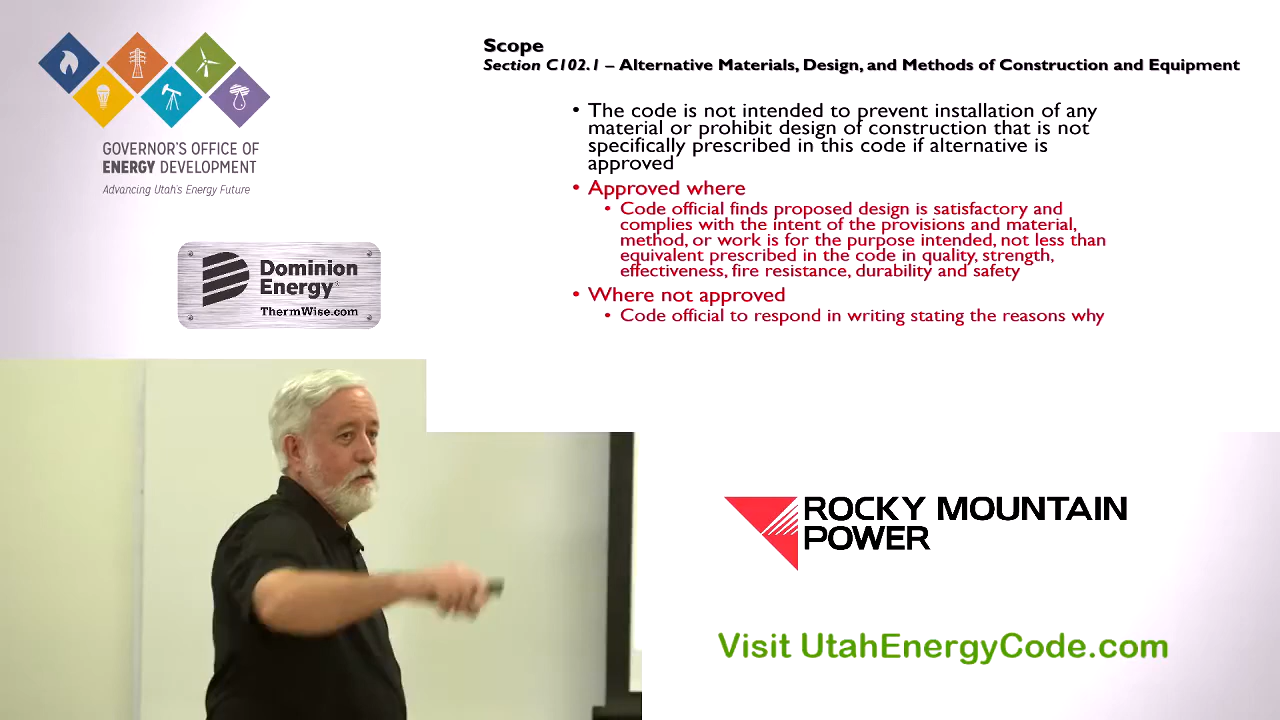 Scope
Section C102.1 – Alternative Materials, Design, and Methods of Construction and Equipment
• The code is not intended to prevent installation of any
material or prohibit design of construction that is not
specifically prescribed in this code if alternative is
approved
• Approved where
• Code official finds proposed design is satisfactory and
complies with the intent of the provisions and material,
method, or work is for the purpose intended, not less than
equivalent prescribed in the code in quality, strength,
effectiveness, fire resistance, durability and safety
• Where not approved
• Code official to respond in writing stating the reasons why
GOVERNOR'S OFFICE OF
ENERGY DEVELOPMENT
Advancing Utah's Energy Future
Dominion
Energy®
ThermWise.com
ROCKY MOUNTAIN
POWER
Visit UtahEnergyCode.com